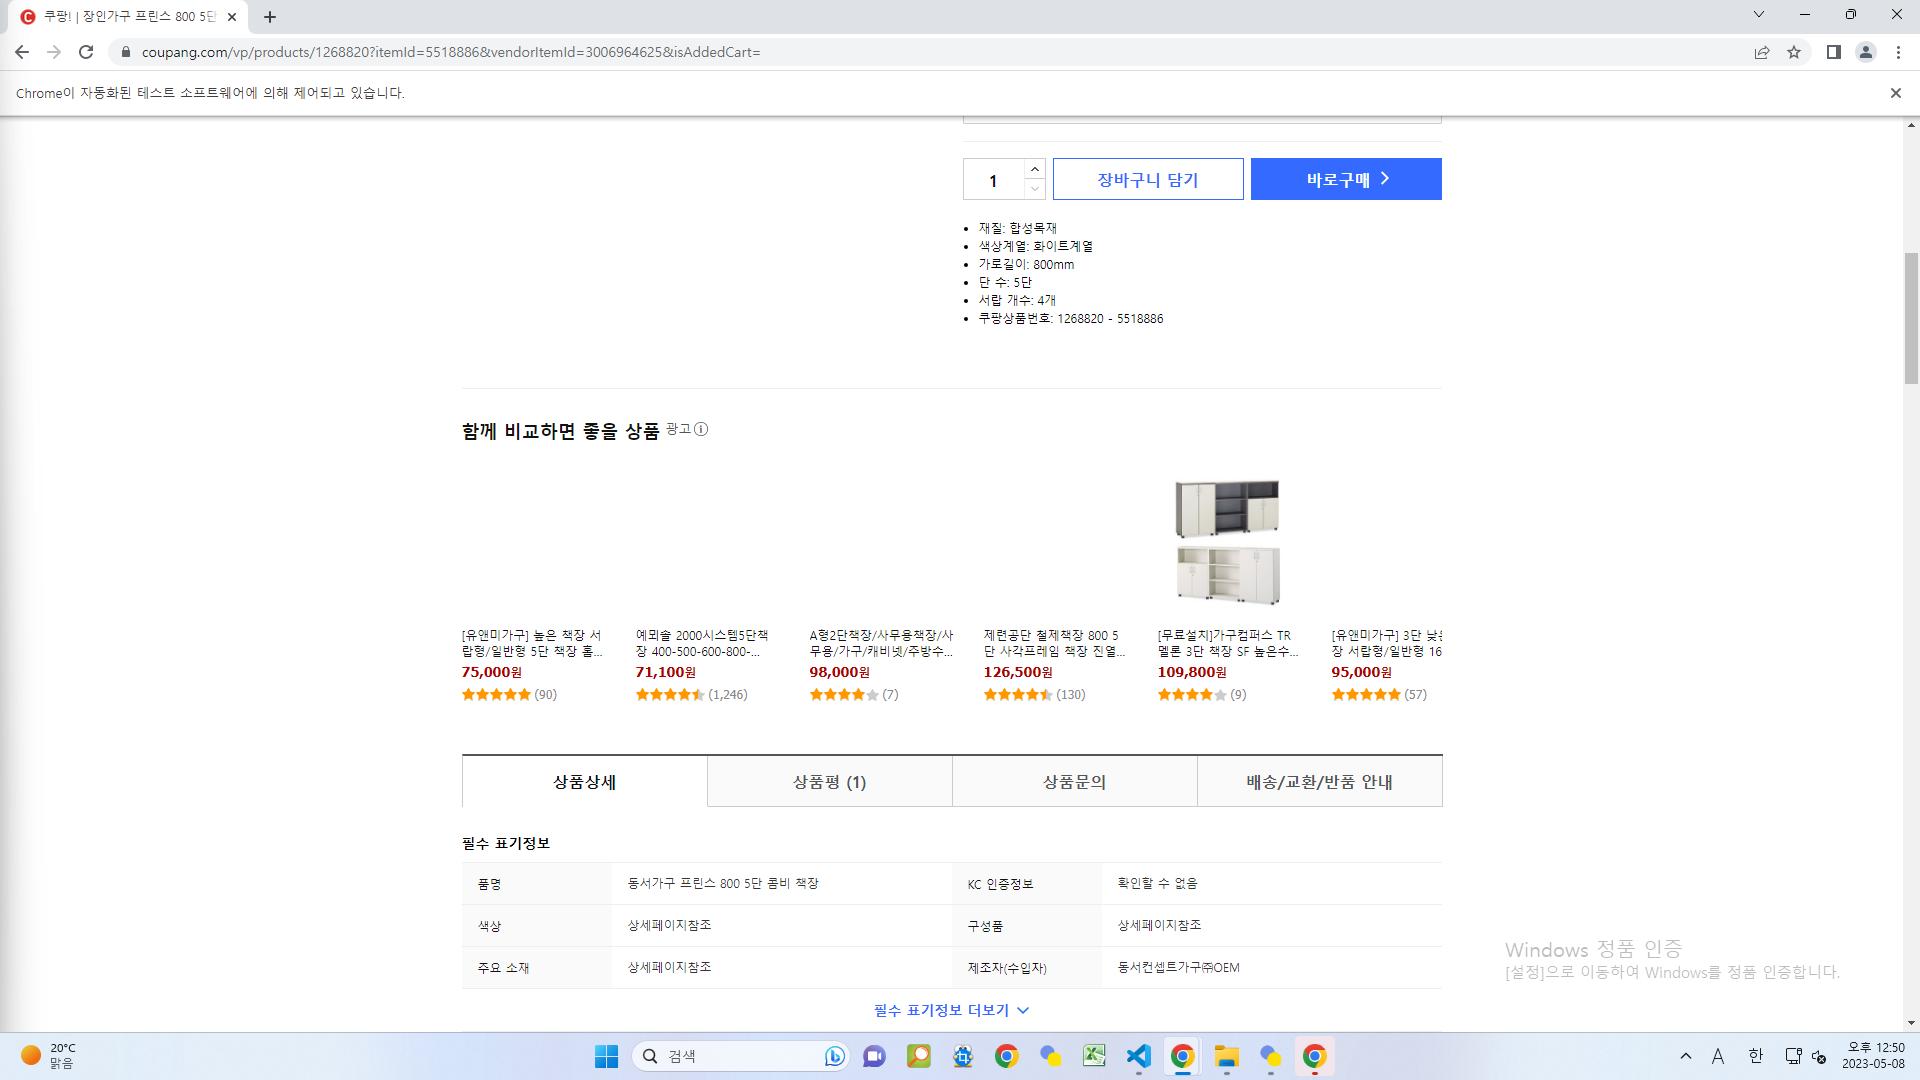 쿠팡! | 장인가구 프린스 800 5단
coupang.com/vp/products/1268820?itemId=5518886&vendorItemId=3006964625&isAddedCart=
Chrome이 자동화된 테스트 소프트웨어에 의해 제어되고 있습니다.
1
장바구니 담기
바로구매
재질: 합성목재
색상계열: 화이트계열
가로길이: 800mm
단 수: 5단
서랍 개수: 4개
쿠팡상품번호: 1268820 - 5518886
함께 비교하면 좋을 상품 광고
[유앤미가구] 높은 책장 서
랍형/일반형 5단 책장 홈...
75,000원
(90)
예뫼솔 2000시스템5단책
장 400-500-600-800-...
71,100원
(1,246)
A형2단책장/사무용책장/사
무용/가구/캐비넷/주방수...
98,000원
(7)
제련공단 철제책장 800 5
단 사각프레임 책장 진열...
126,500원
(130)
[무료설치]가구컴퍼스 TR
멜론 3단 책장 SF 높은수...
109,800원
(9)
[유앤미가구] 3단 낮은
장 서랍형/일반형 16
95,000원
(57)
상품상세
상품평 (1)
상품문의
배송/교환/반품 안내
필수 표기정보
품명 동서가구 프린스 800 5단 콤비 책장 KC 인증정보 확인할 수 없음
색상 상세페이지참조 구성품 상세페이지참조
주요 소재 상세페이지참조 제조자(수입자) 동서컨셉트가구㈜OEM
필수 표기정보 더보기
Windows 정품 인증
[설정]으로 이동하여 Windows를 정품 인증합니다.
20°C
맑음
검색
A
한
오후 12:50
2023-05-08